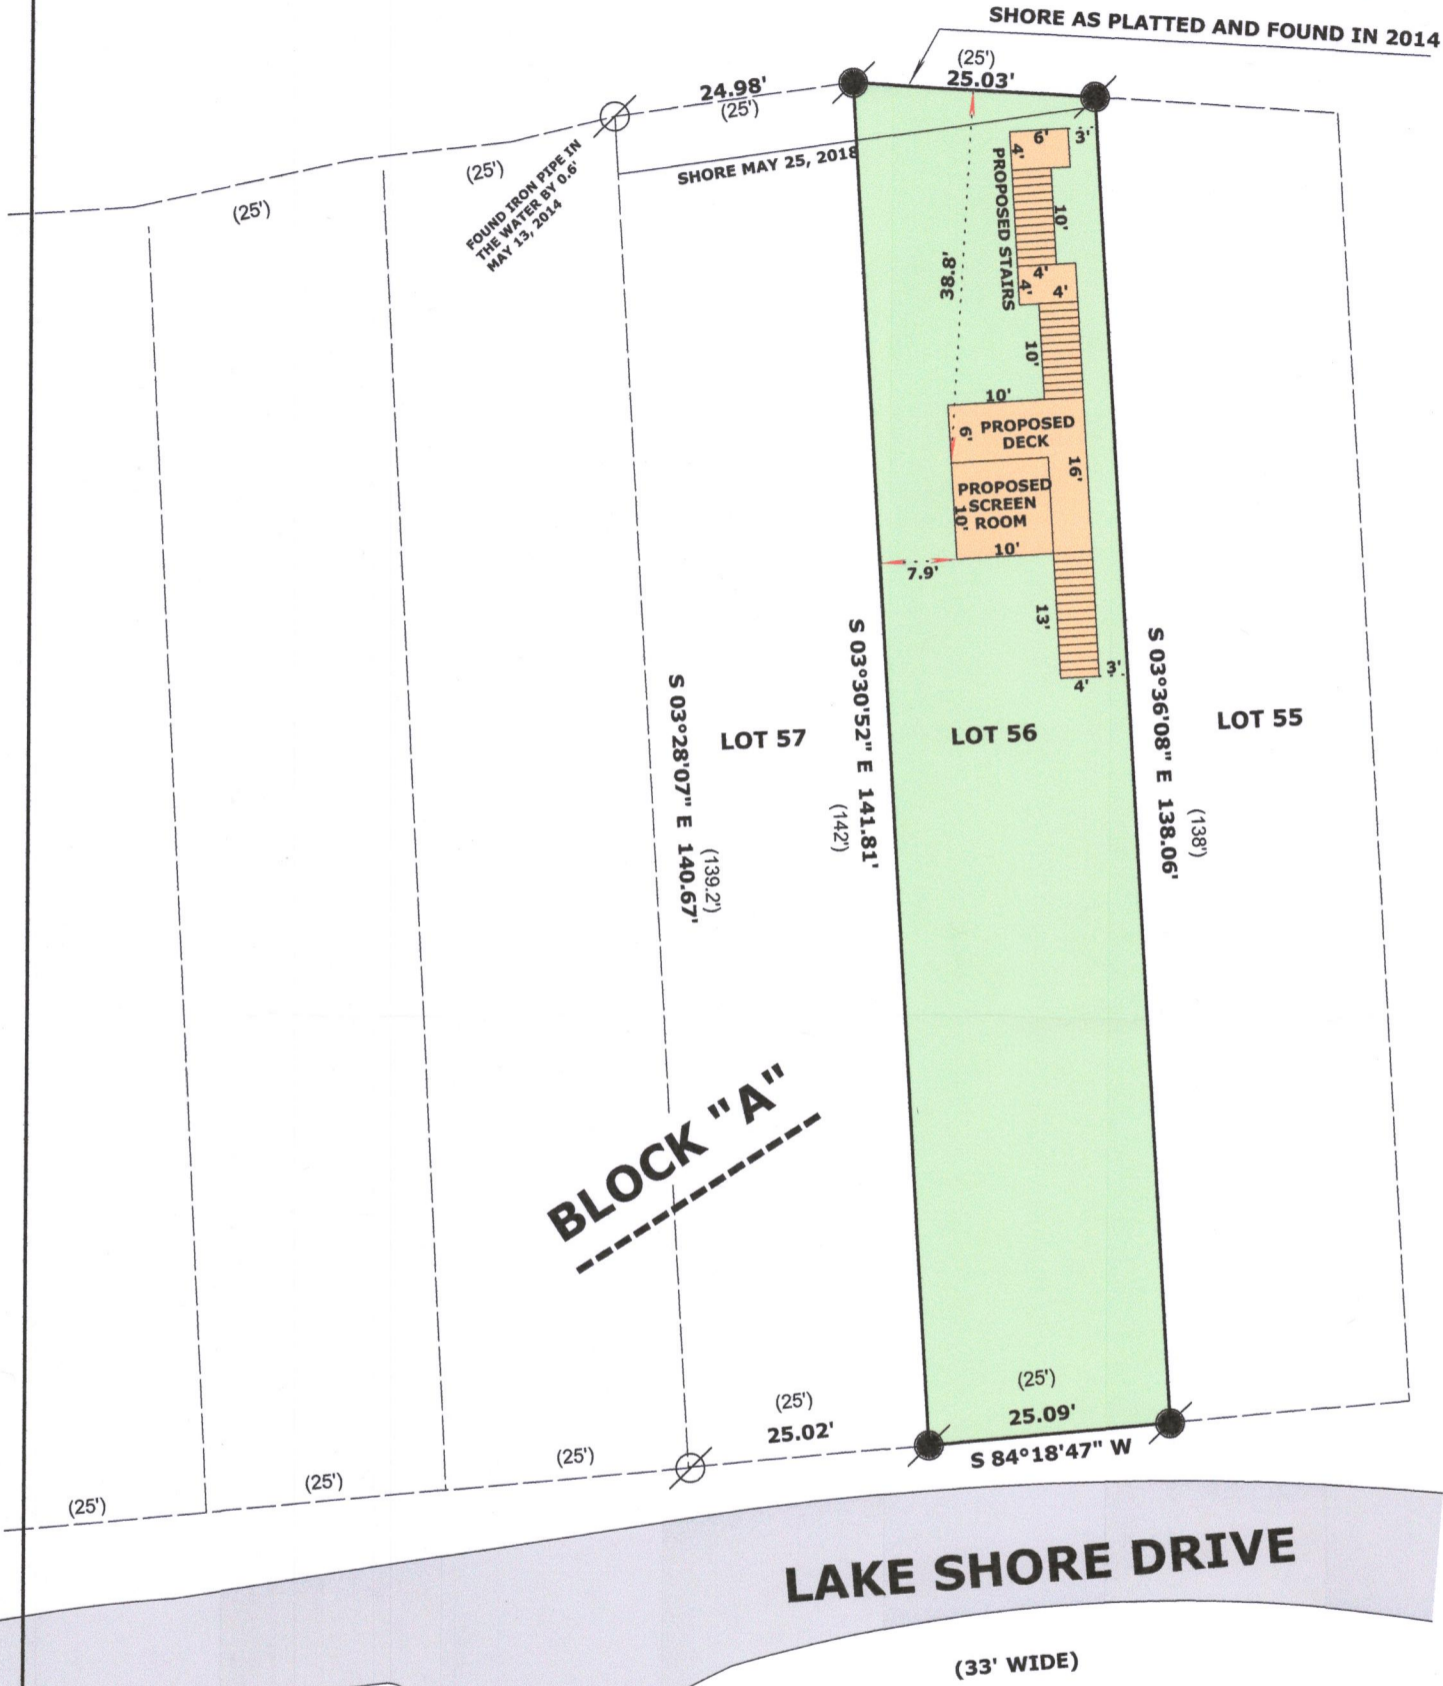 SHORE AS PLATTED AND FOUND IN 2014
(25')
25.03'
24.98'
(25')
SHORE MAY 25, 2018
(25')
(25')
FOUND IRON PIPE IN
THE WATER BY 0.6'
MAY 13, 2014
6'
3'
4'
PROPOSED STAIRS
10'
38.8'
4'
4'
4'
10'
10'
6'
PROPOSED
DECK
16'
PROPOSED
SCREEN
ROOM
10'
10'
7.9'
13'
3'
4'
S 03°28'07" E 140.67'
(139.2')
LOT 57
S 03°30'52" E 141.81'
(142')
LOT 56
S 03°36'08" E 138.06'
(138')
LOT 55
BLOCK "A"
(25')
25.09'
S 84°18'47" W
(25')
25.02'
(25')
(25')
(25')
LAKE SHORE DRIVE
(33' WIDE)